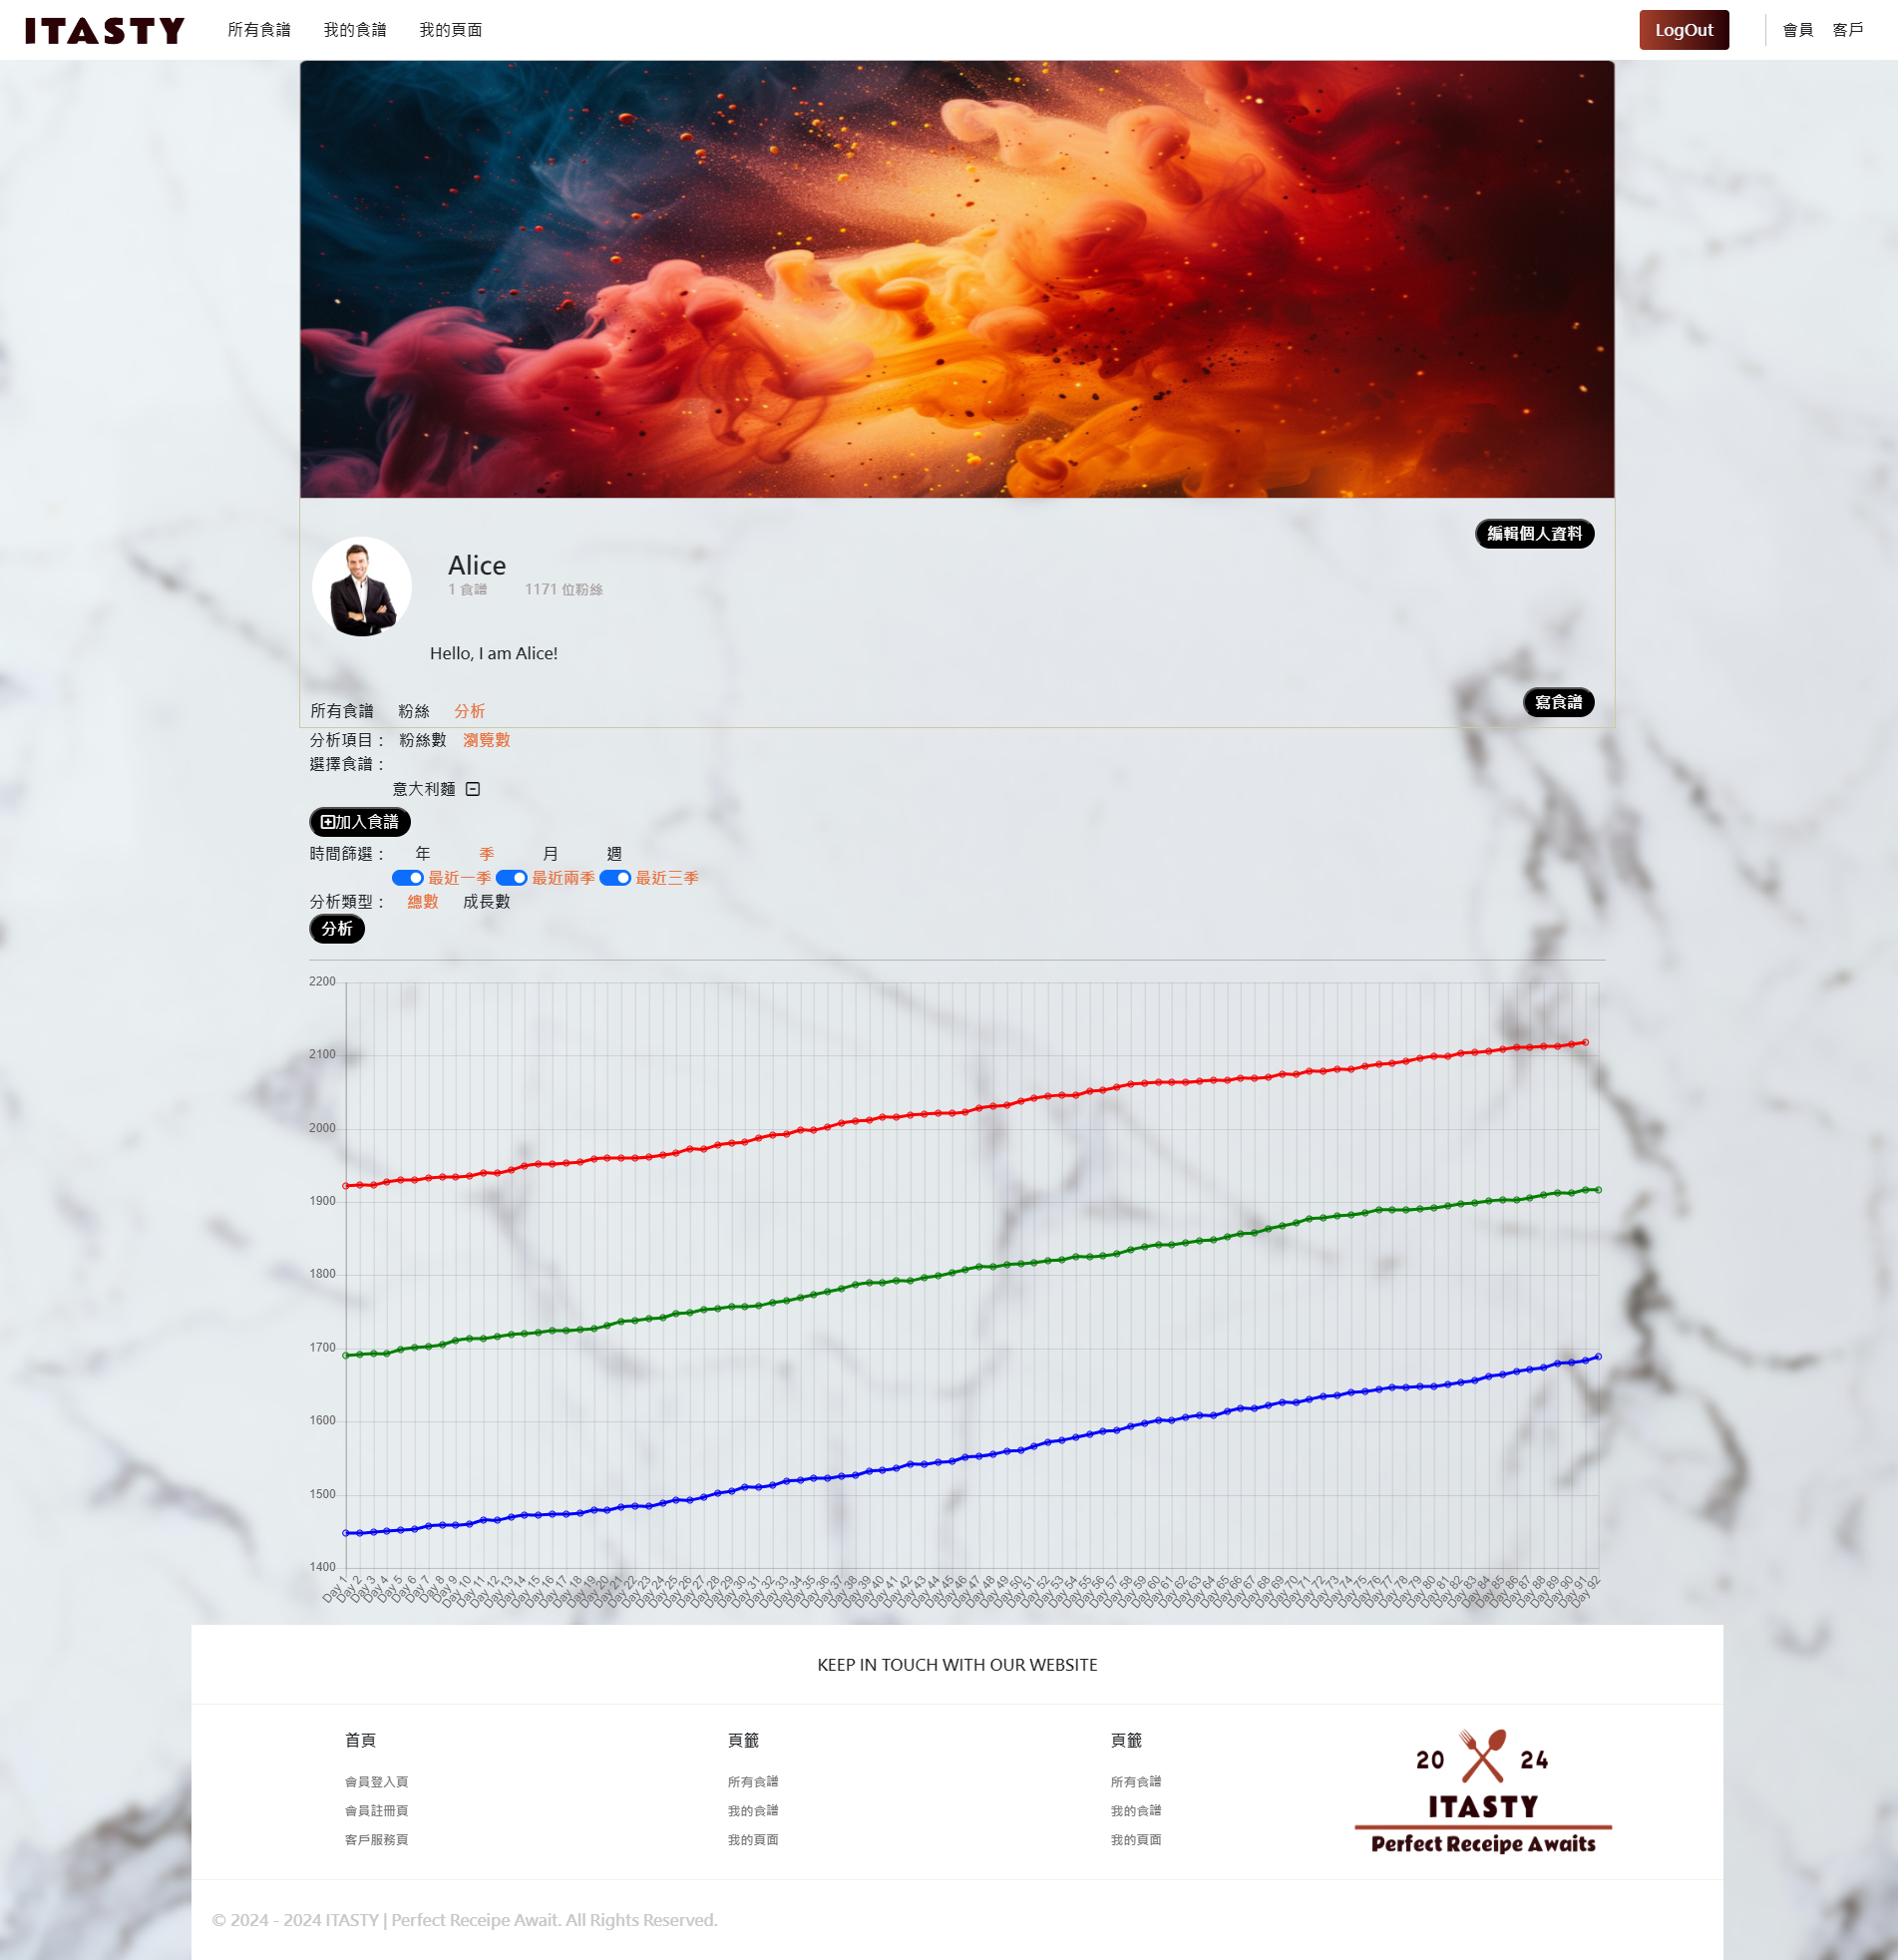 ITASTY 所有食譜 我的食譜 我的頁面 LogOut 會員 客戶
編輯個人資料
Alice
1 食譜 1171 位粉絲
Hello, I am Alice!
寫食譜
所有食譜 粉絲 分析
分析項目： 粉絲數 瀏覽數
選擇食譜：
意大利麵
加入食譜
時間篩選： 年 季 月 週
最近一季 最近兩季 最近三季
分析類型： 總數 成長數
分析
2200
2100
2000
1900
1800
1700
1600
1500
1400
Day 1 Day 2 Day 3 Day 4 Day 5 Day 6 Day 7 Day 8 Day 9 Day 10 Day 11 Day 12 Day 13 Day 14 Day 15 Day 16 Day 17 Day 18 Day 19 Day 20 Day 21 Day 22 Day 23 Day 24 Day 25 Day 26 Day 27 Day 28 Day 29 Day 30 Day 31 Day 32 Day 33 Day 34 Day 35 Day 36 Day 37 Day 38 Day 39 Day 40 Day 41 Day 42 Day 43 Day 44 Day 45 Day 46 Day 47 Day 48 Day 49 Day 50 Day 51 Day 52 Day 53 Day 54 Day 55 Day 56 Day 57 Day 58 Day 59 Day 60 Day 61 Day 62 Day 63 Day 64 Day 65 Day 66 Day 67 Day 68 Day 69 Day 70 Day 71 Day 72 Day 73 Day 74 Day 75 Day 76 Day 77 Day 78 Day 79 Day 80 Day 81 Day 82 Day 83 Day 84 Day 85 Day 86 Day 87 Day 88 Day 89 Day 90 Day 91 Day 92
KEEP IN TOUCH WITH OUR WEBSITE
首頁
會員登入頁
會員註冊頁
客戶服務頁
頁籤
所有食譜
我的食譜
我的頁面
頁籤
所有食譜
我的食譜
我的頁面
20 24
ITASTY
Perfect Receipe Awaits
© 2024 - 2024 ITASTY | Perfect Receipe Await. All Rights Reserved.